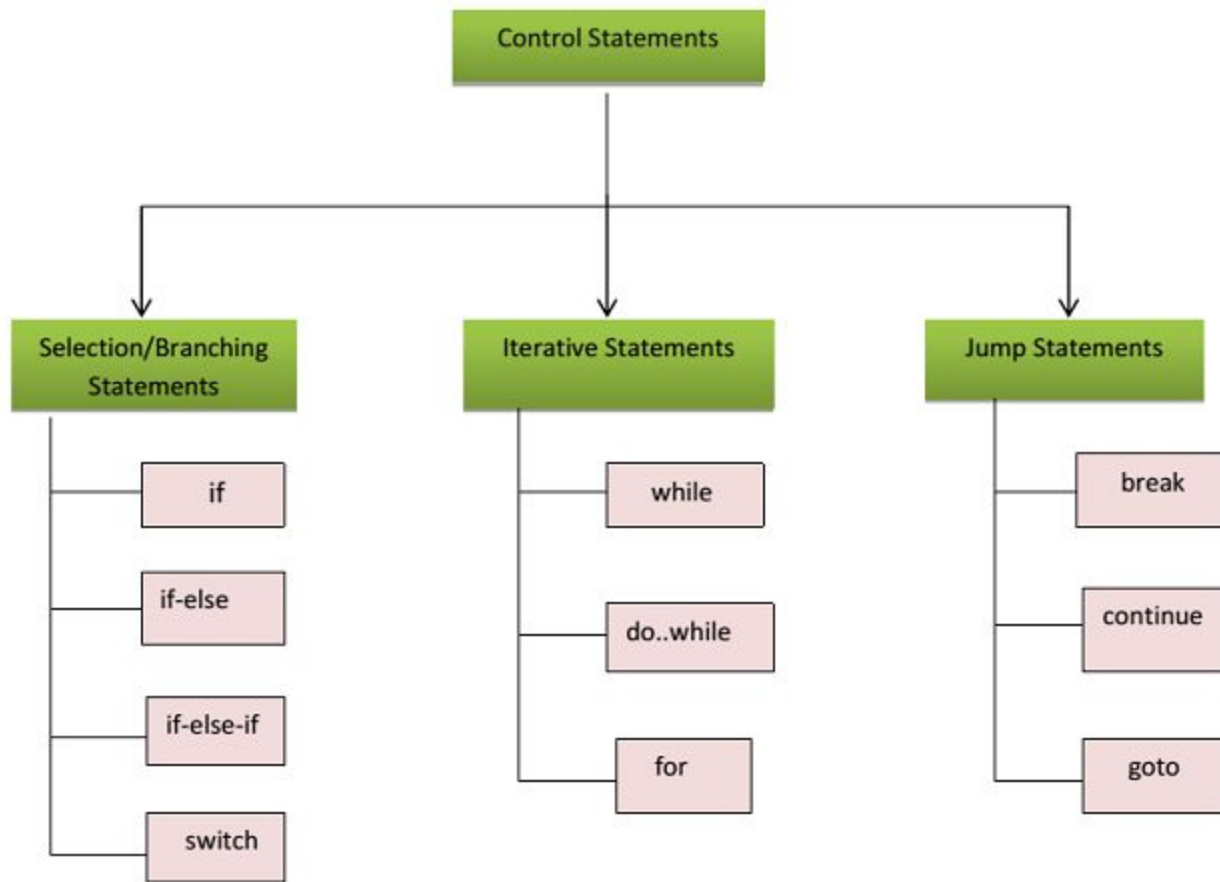 Control Statements
Selection/Branching
Statements
if
if-else
if-else-if
switch
Iterative Statements
while
do..while
for
Jump Statements
break
continue
goto